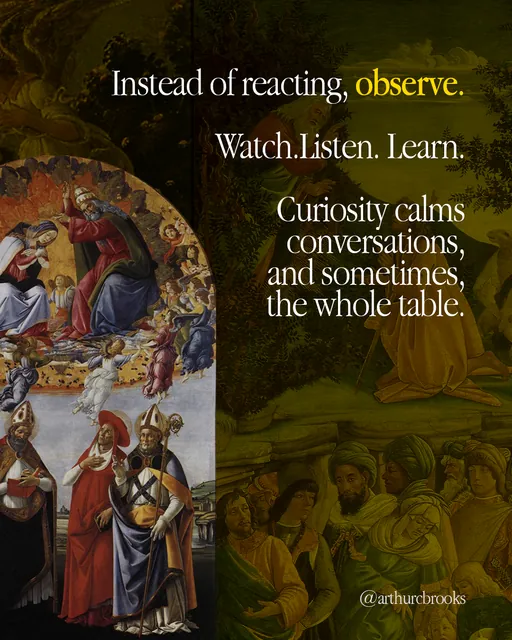 Instead of reacting, observe.
Watch.Listen. Learn.
Curiosity calms
conversations,
and sometimes,
the whole table.
@arthurcbrooks